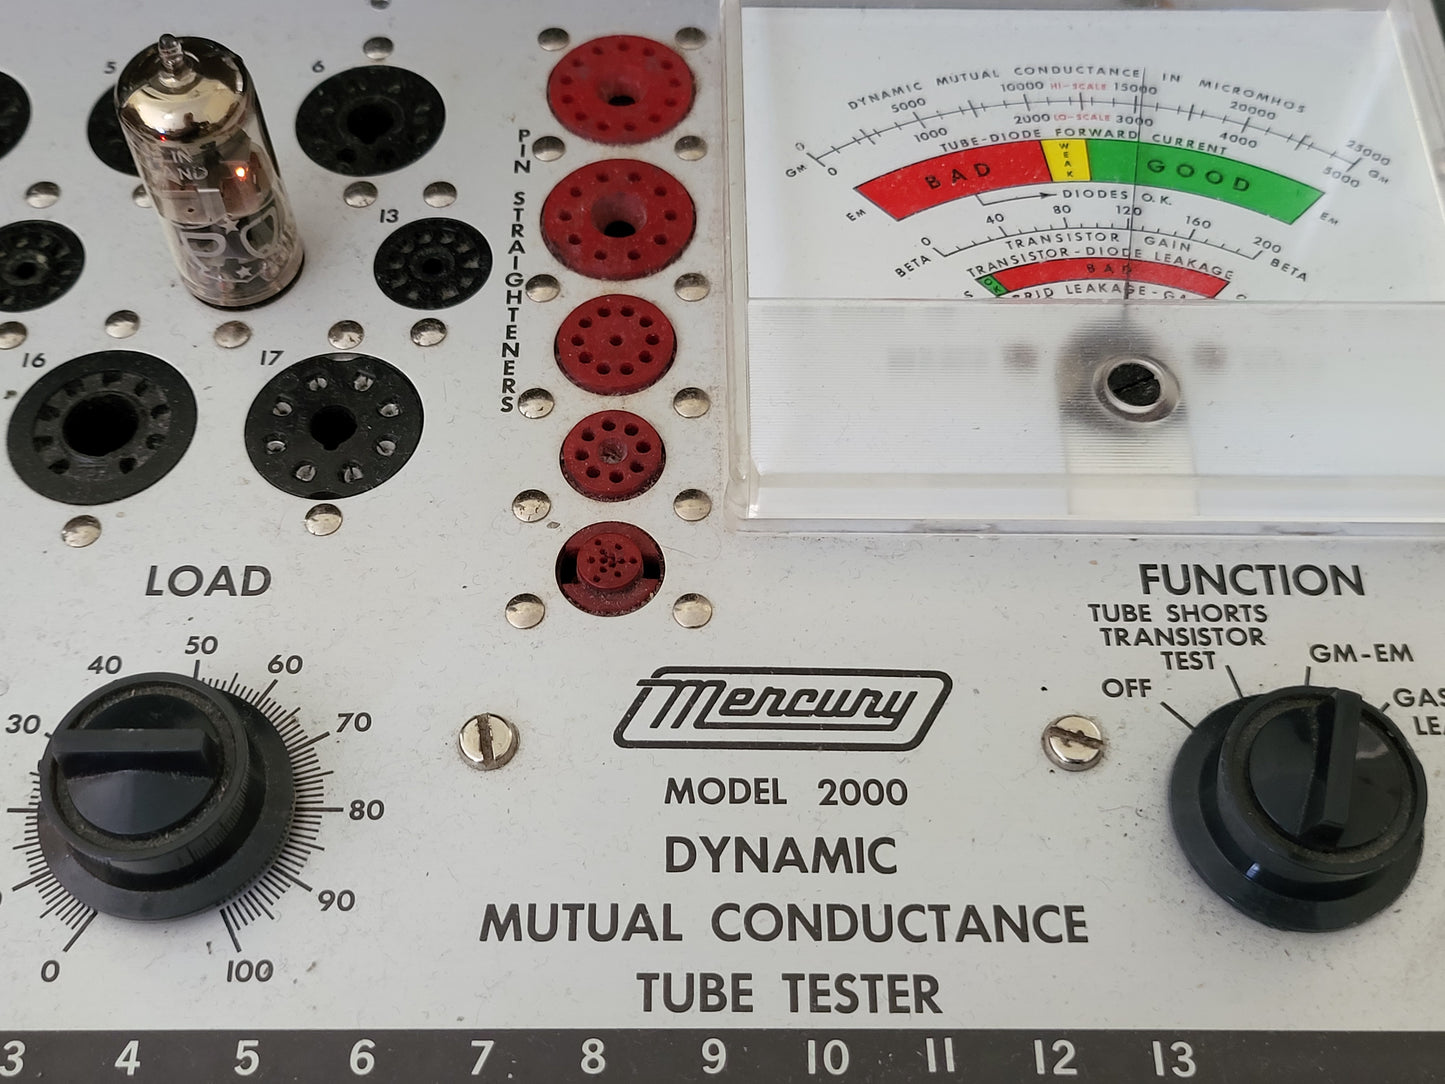 5
6
13
16
17
PIN STRAIGHTENERS
DYNAMIC MUTUAL CONDUCTANCE IN MICROMHOS
0 5000 10000 HI-SCALE 15000 20000 25000
GM 0 1000 2000 LO-SCALE 3000 4000 5000 GM
TUBE-DIODE FORWARD CURRENT
EM BAD WEAK GOOD EM
DIODES O.K.
0 40 80 120 160 200
BETA TRANSISTOR GAIN BETA
TRANSISTOR-DIODE LEAKAGE
OK BAD
LEAKAGE-
LOAD
0 30 40 50 60 70 80 90 100
FUNCTION
TUBE SHORTS
TRANSISTOR
TEST
OFF
GM-EM
GAS
Mercury
MODEL 2000
DYNAMIC
MUTUAL CONDUCTANCE
TUBE TESTER
3 4 5 6 7 8 9 10 11 12 13